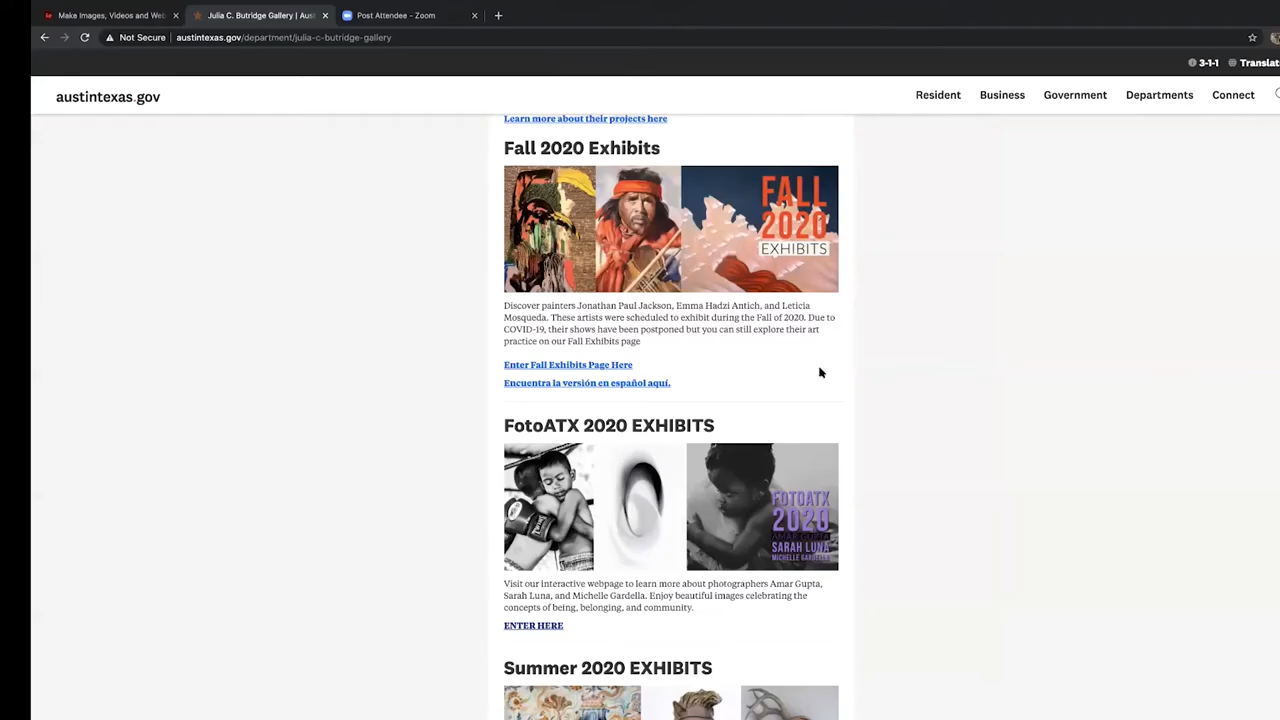 Make Images, Videos and Web
Julia C. Butridge Gallery | Aus
Post Attendee - Zoom
Not Secure
austintexas.gov/department/julia-c-butridge-gallery
3-1-1
Translat
austintexas.gov
Resident
Business
Government
Departments
Connect
Learn more about their projects here
Fall 2020 Exhibits
FALL
2020
EXHIBITS
Discover painters Jonathan Paul Jackson, Emma Hadzi Antich, and Leticia
Mosqueda. These artists were scheduled to exhibit during the Fall of 2020. Due to
COVID-19, their shows have been postponed but you can still explore their art
practice on our Fall Exhibits page
Enter Fall Exhibits Page Here
Encuentra la versión en español aquí.
FotoATX 2020 EXHIBITS
FOTOATX
2020
AMAR GUPTA
SARAH LUNA
MICHELLE GARDELLA
Visit our interactive webpage to learn more about photographers Amar Gupta,
Sarah Luna, and Michelle Gardella. Enjoy beautiful images celebrating the
concepts of being, belonging, and community.
ENTER HERE
Summer 2020 EXHIBITS